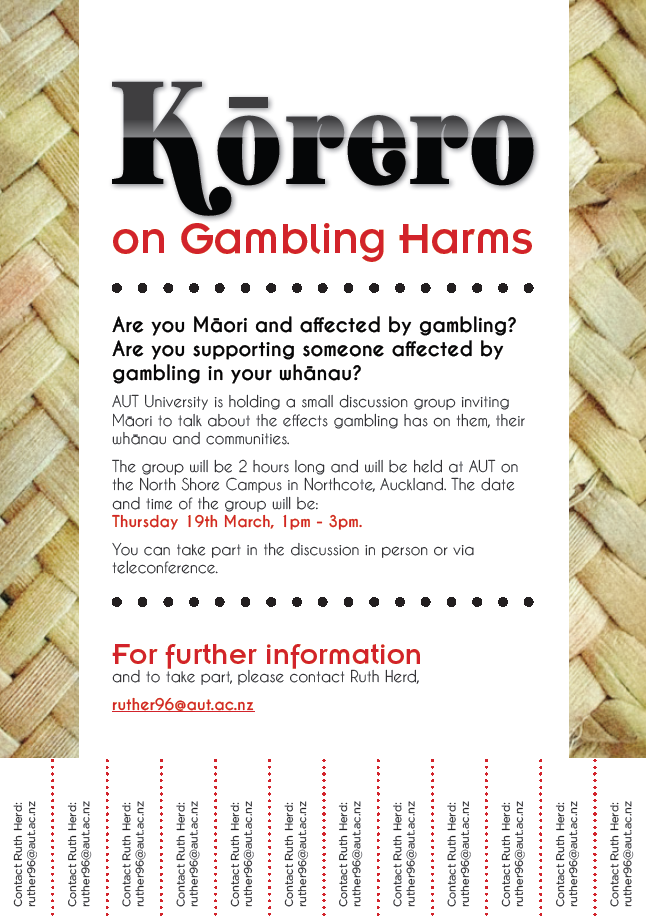 Kōrero
on Gambling Harms
Are you Māori and affected by gambling?
Are you supporting someone affected by
gambling in your whānau?
AUT University is holding a small discussion group inviting
Māori to talk about the effects gambling has on them, their
whānau and communities.
The group will be 2 hours long and will be held at AUT on
the North Shore Campus in Northcote, Auckland. The date
and time of the group will be:
Thursday 19th March, 1pm - 3pm.
You can take part in the discussion in person or via
teleconference.
For further information
and to take part, please contact Ruth Herd,
ruther96@aut.ac.nz
Contact Ruth Herd:
ruther96@aut.ac.nz
Contact Ruth Herd:
ruther96@aut.ac.nz
Contact Ruth Herd:
ruther96@aut.ac.nz
Contact Ruth Herd:
ruther96@aut.ac.nz
Contact Ruth Herd:
ruther96@aut.ac.nz
Contact Ruth Herd:
ruther96@aut.ac.nz
Contact Ruth Herd:
ruther96@aut.ac.nz
Contact Ruth Herd:
ruther96@aut.ac.nz
Contact Ruth Herd:
ruther96@aut.ac.nz
Contact Ruth Herd:
ruther96@aut.ac.nz
Contact Ruth Herd:
ruther96@aut.ac.nz
Contact Ruth Herd:
ruther96@aut.ac.nz